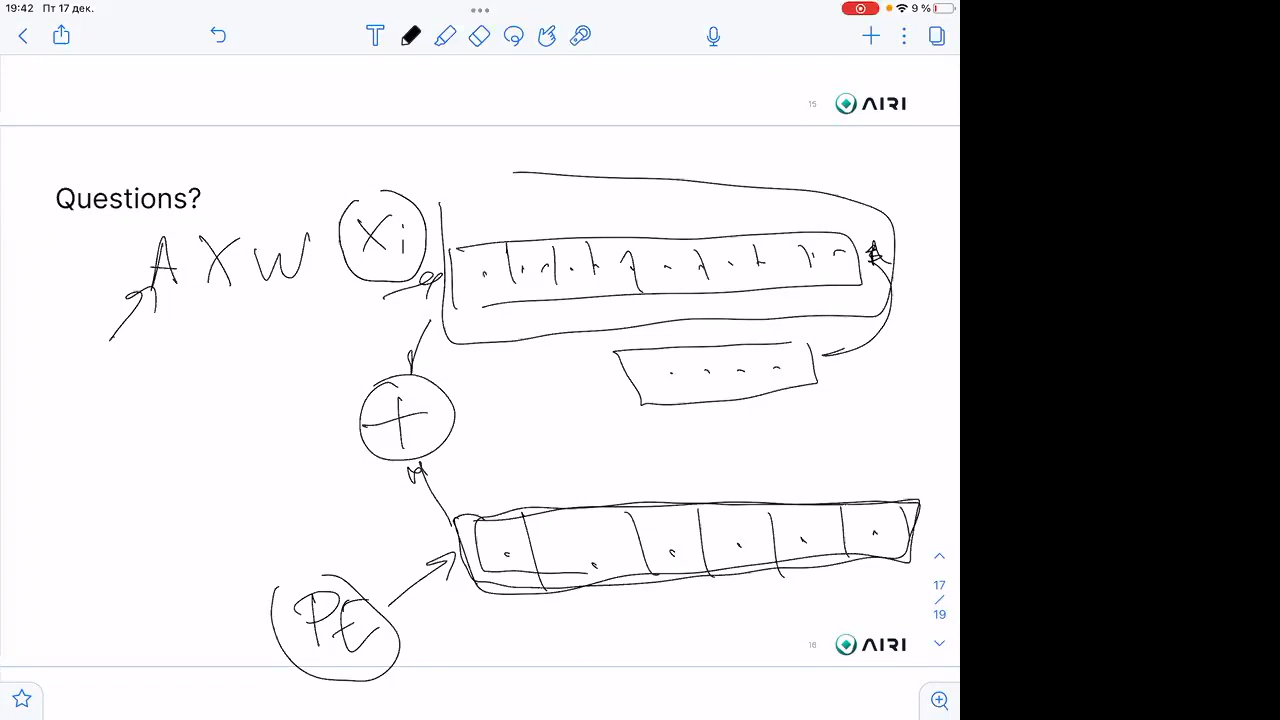 19:42 Пт 17 дек. 9 %
15 AIRI
Questions?
A X W Xi
PE
17
/
19
16 AIRI